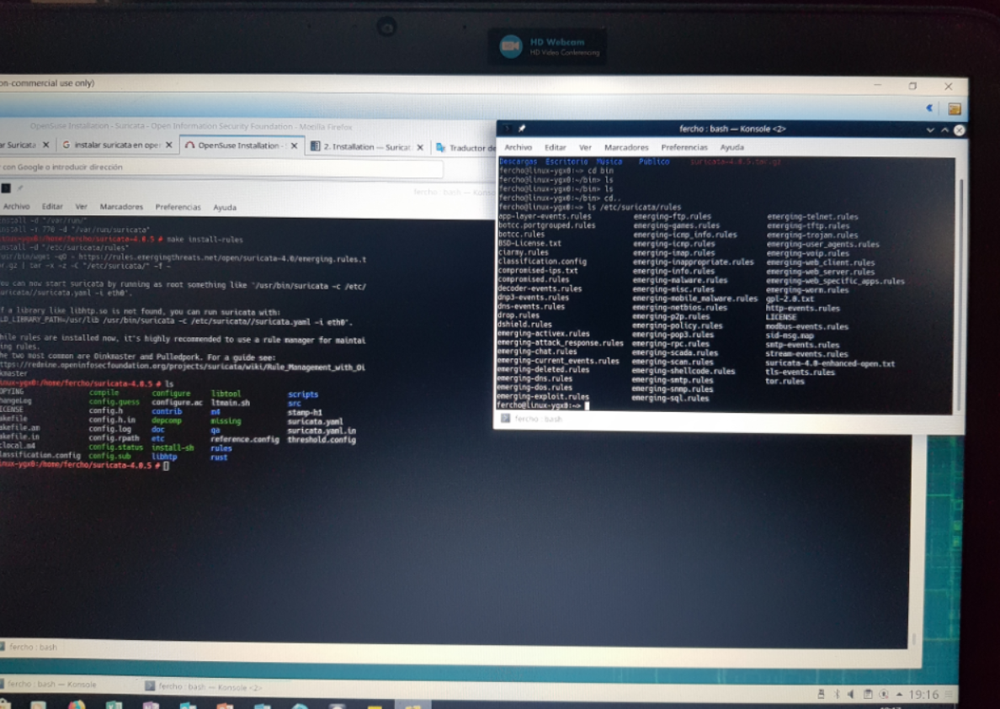 HD Webcam
HD Video Conferencing
on-commercial use only)
OpenSuse Installation - Suricata - Open Information Security Foundation - Mozilla Firefox
ar Suricata
instalar suricata en oper
OpenSuse Installation -
2. Installation — Suricat
Traductor de
con Google o introducir dirección
Archivo Editar Ver Marcadores Preferencias Ayuda
install -d "/var/run/"
install -m 770 -d "/var/run/suricata"
linux-ygx0:/home/fercho/suricata-4.0.5 # make install-rules
install -d "/etc/suricata/rules"
/usr/bin/wget -qO - https://rules.emergingthreats.net/open/suricata-4.0/emerging.rules.t
ar.gz | tar -x -z -C "/etc/suricata/" -f -
ou can now start suricata by running as root something like "/usr/bin/suricata -c /etc/
uricata//suricata.yaml -i eth0".
f a library like libhtp.so is not found, you can run suricata with:
LD_LIBRARY_PATH=/usr/lib /usr/bin/suricata -c /etc/suricata//suricata.yaml -i eth0".
hile rules are installed now, it's highly recommended to use a rule manager for maintai
ing rules.
he two most common are Oinkmaster and Pulledpork. For a guide see:
ttps://redmine.openinfosecfoundation.org/projects/suricata/wiki/Rule_Management_with_Oi
kmaster
inux-ygx0:/home/fercho/suricata-4.0.5 # ls
OPYING compile configure libtool scripts
hangeLog config.guess configure.ac ltmain.sh src
ICENSE config.h contrib m4 stamp-h1
akefile config.h.in depcomp missing suricata.yaml
akefile.am config.log doc qa suricata.yaml.in
akefile.in config.rpath etc reference.config threshold.config
clocal.m4 config.status install-sh rules
lassification.config config.sub libhtp rust
inux-ygx0:/home/fercho/suricata-4.0.5 #
fercho : bash
fercho : bash — Konsole <2>
Archivo Editar Ver Marcadores Preferencias Ayuda
Descargas Escritorio Música Público suricata-4.0.5.tar.gz
fercho@linux-ygx0:~> cd bin
fercho@linux-ygx0:~/bin> ls
fercho@linux-ygx0:~/bin> ls
fercho@linux-ygx0:~/bin> cd..
fercho@linux-ygx0:~> ls /etc/suricata/rules
app-layer-events.rules emerging-ftp.rules emerging-telnet.rules
botcc.portgrouped.rules emerging-games.rules emerging-tftp.rules
botcc.rules emerging-icmp_info.rules emerging-trojan.rules
BSD-License.txt emerging-icmp.rules emerging-user_agents.rules
ciarmy.rules emerging-imap.rules emerging-voip.rules
classification.config emerging-inappropriate.rules emerging-web_client.rules
compromised-ips.txt emerging-info.rules emerging-web_server.rules
compromised.rules emerging-malware.rules emerging-web_specific_apps.rules
decoder-events.rules emerging-misc.rules emerging-worm.rules
dnp3-events.rules emerging-mobile_malware.rules gpl-2.0.txt
dns-events.rules emerging-netbios.rules http-events.rules
drop.rules emerging-p2p.rules LICENSE
dshield.rules emerging-policy.rules modbus-events.rules
emerging-activex.rules emerging-pop3.rules sid-msg.map
emerging-attack_response.rules emerging-rpc.rules smtp-events.rules
emerging-chat.rules emerging-scada.rules stream-events.rules
emerging-current_events.rules emerging-scan.rules suricata-4.0-enhanced-open.txt
emerging-deleted.rules emerging-shellcode.rules tls-events.rules
emerging-dns.rules emerging-smtp.rules tor.rules
emerging-dos.rules emerging-snmp.rules
emerging-exploit.rules emerging-sql.rules
fercho@linux-ygx0:~>
fercho : bash
fercho : bash — Konsole
fercho : bash — Konsole <2>
19:16